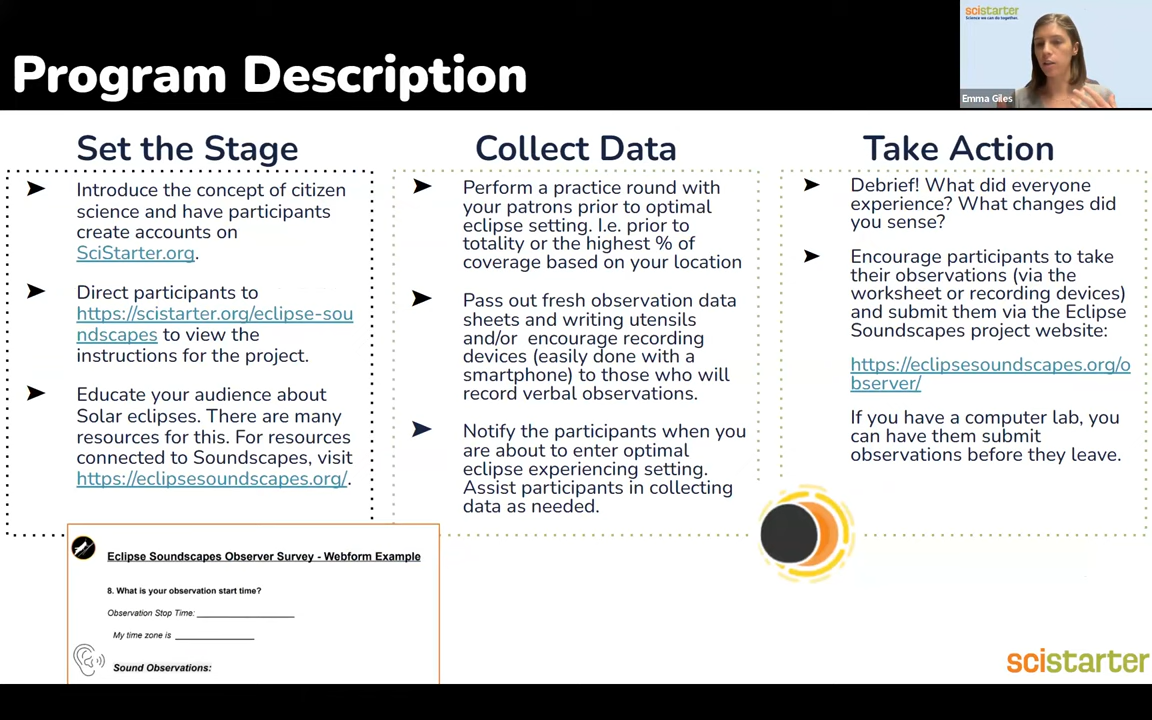 scistarter
Science we can do together.
Emma Giles
Program Description
Set the Stage
Introduce the concept of citizen
science and have participants
create accounts on
SciStarter.org.
Direct participants to
https://scistarter.org/eclipse-sou
ndscapes to view the
instructions for the project.
Educate your audience about
Solar eclipses. There are many
resources for this. For resources
connected to Soundscapes, visit
https://eclipsesoundscapes.org/.
Collect Data
Perform a practice round with
your patrons prior to optimal
eclipse setting. I.e. prior to
totality or the highest % of
coverage based on your location
Pass out fresh observation data
sheets and writing utensils
and/or encourage recording
devices (easily done with a
smartphone) to those who will
record verbal observations.
Notify the participants when you
are about to enter optimal
eclipse experiencing setting.
Assist participants in collecting
data as needed.
Take Action
Debrief! What did everyone
experience? What changes did
you sense?
Encourage participants to take
their observations (via the
worksheet or recording devices)
and submit them via the Eclipse
Soundscapes project website:
https://eclipsesoundscapes.org/o
bserver/
If you have a computer lab, you
can have them submit
observations before they leave.
Eclipse Soundscapes Observer Survey - Webform Example
8. What is your observation start time?
Observation Stop Time:
My time zone is
Sound Observations:
scistarter